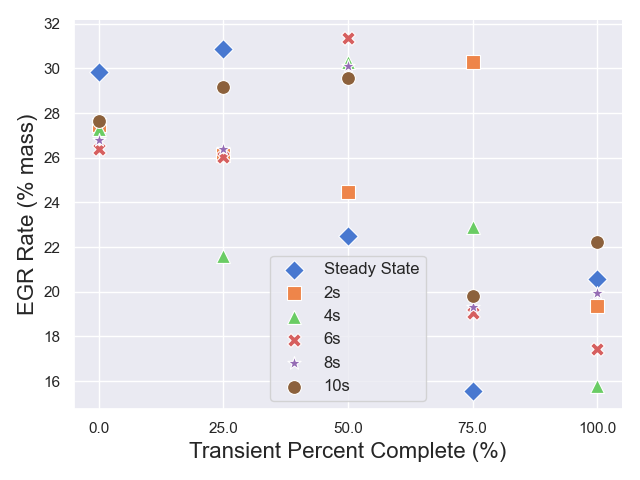 32
30
28
26
24
22
20
18
16
EGR Rate (% mass)
Steady State
2s
4s
6s
8s
10s
0.0 25.0 50.0 75.0 100.0
Transient Percent Complete (%)